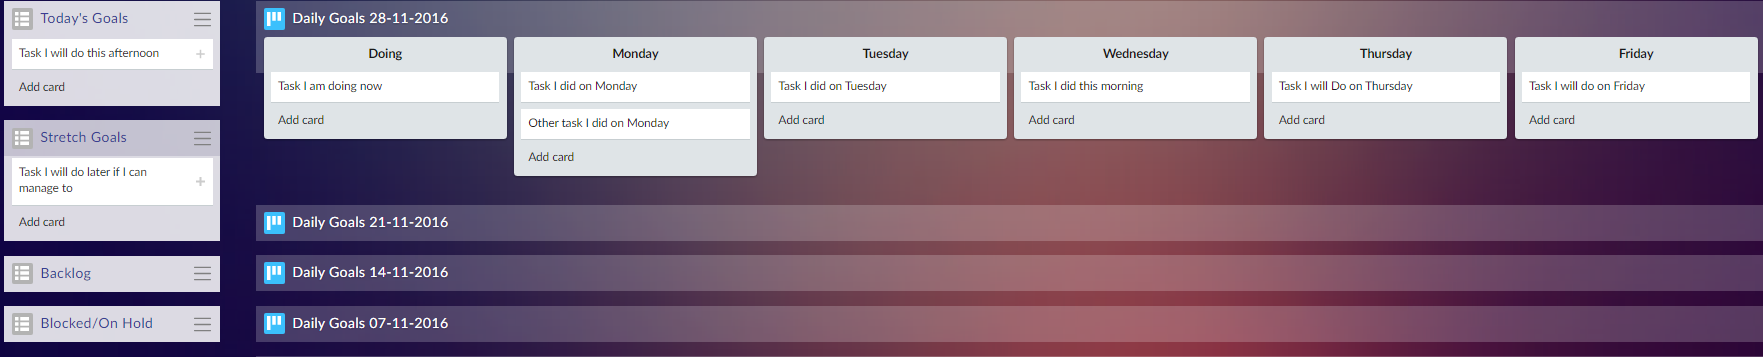 Today's Goals
Task I will do this afternoon
Add card
Stretch Goals
Task I will do later if I can
manage to
Add card
Backlog
Blocked/On Hold
Daily Goals 28-11-2016
Doing
Task I am doing now
Add card
Monday
Task I did on Monday
Other task I did on Monday
Add card
Tuesday
Task I did on Tuesday
Add card
Wednesday
Task I did this morning
Add card
Thursday
Task I will Do on Thursday
Add card
Friday
Task I will do on Friday
Add card
Daily Goals 21-11-2016
Daily Goals 14-11-2016
Daily Goals 07-11-2016